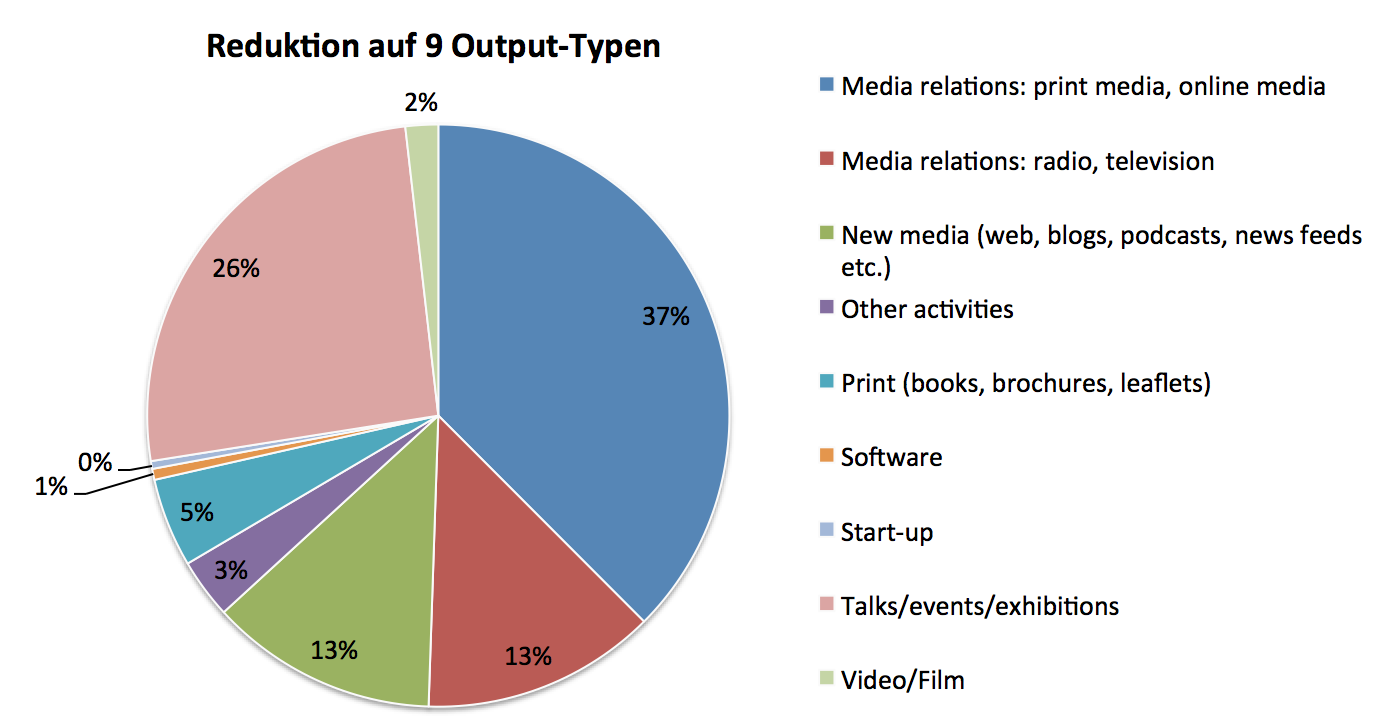 Reduktion auf 9 Output-Typen
2%
37%
26%
0%
1%
5%
3%
13%
13%
Media relations: print media, online media
Media relations: radio, television
New media (web, blogs, podcasts, news feeds
etc.)
Other activities
Print (books, brochures, leaflets)
Software
Start-up
Talks/events/exhibitions
Video/Film